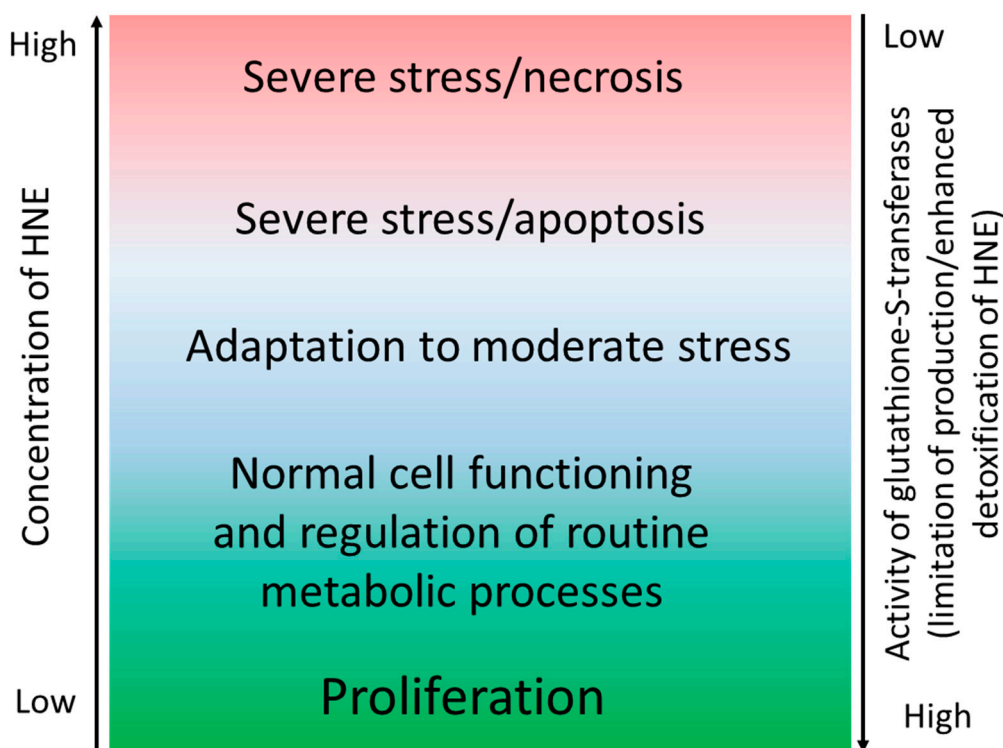 High
Concentration of HNE
Low
Severe stress/necrosis
Severe stress/apoptosis
Adaptation to moderate stress
Normal cell functioning
and regulation of routine
metabolic processes
Proliferation
Low
Activity of glutathione-S-transferases
(limitation of production/enhanced
detoxification of HNE)
High